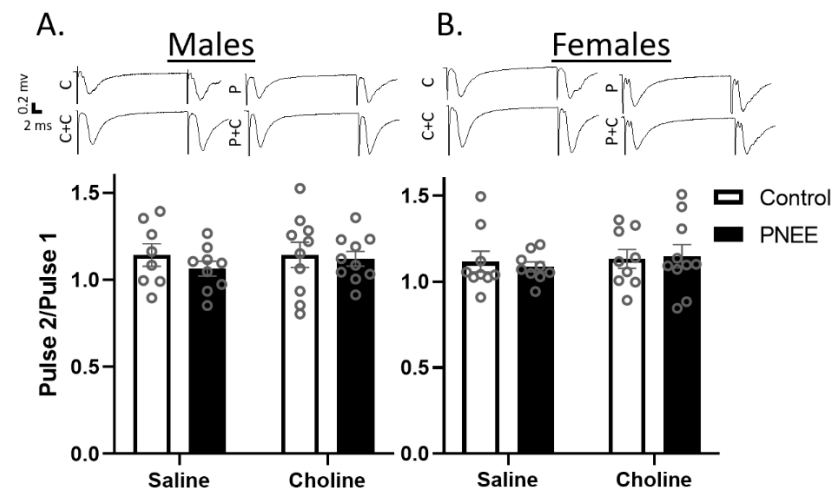 A.
Males
B.
Females
C
P
C
P
0.2 mv
2 ms
C+C
P+C
C+C
P+C
Pulse 2/Pulse 1
1.5
1.0
0.5
0.0
Saline
Choline
1.5
1.0
0.5
0.0
Saline
Choline
Control
PNEE